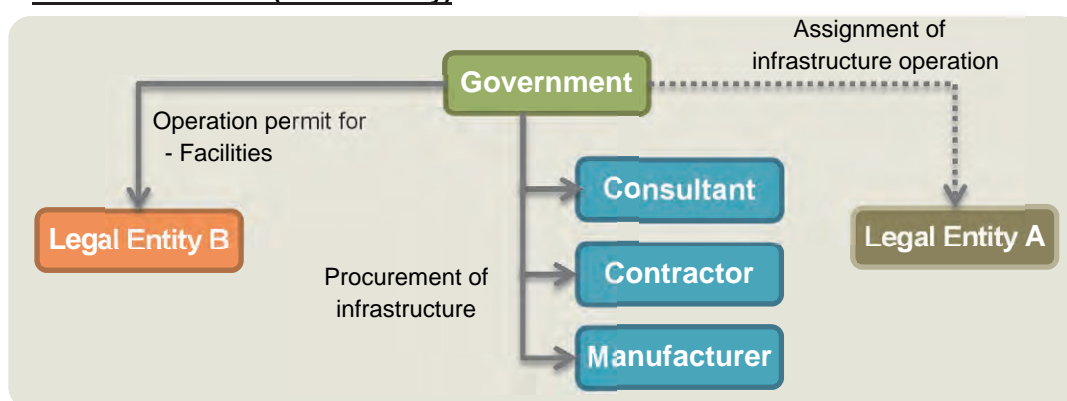 Assignment of
infrastructure operation
Government
Operation permit for
- Facilities
Consultant
Legal Entity B
Legal Entity A
Procurement of
infrastructure
Contractor
Manufacturer